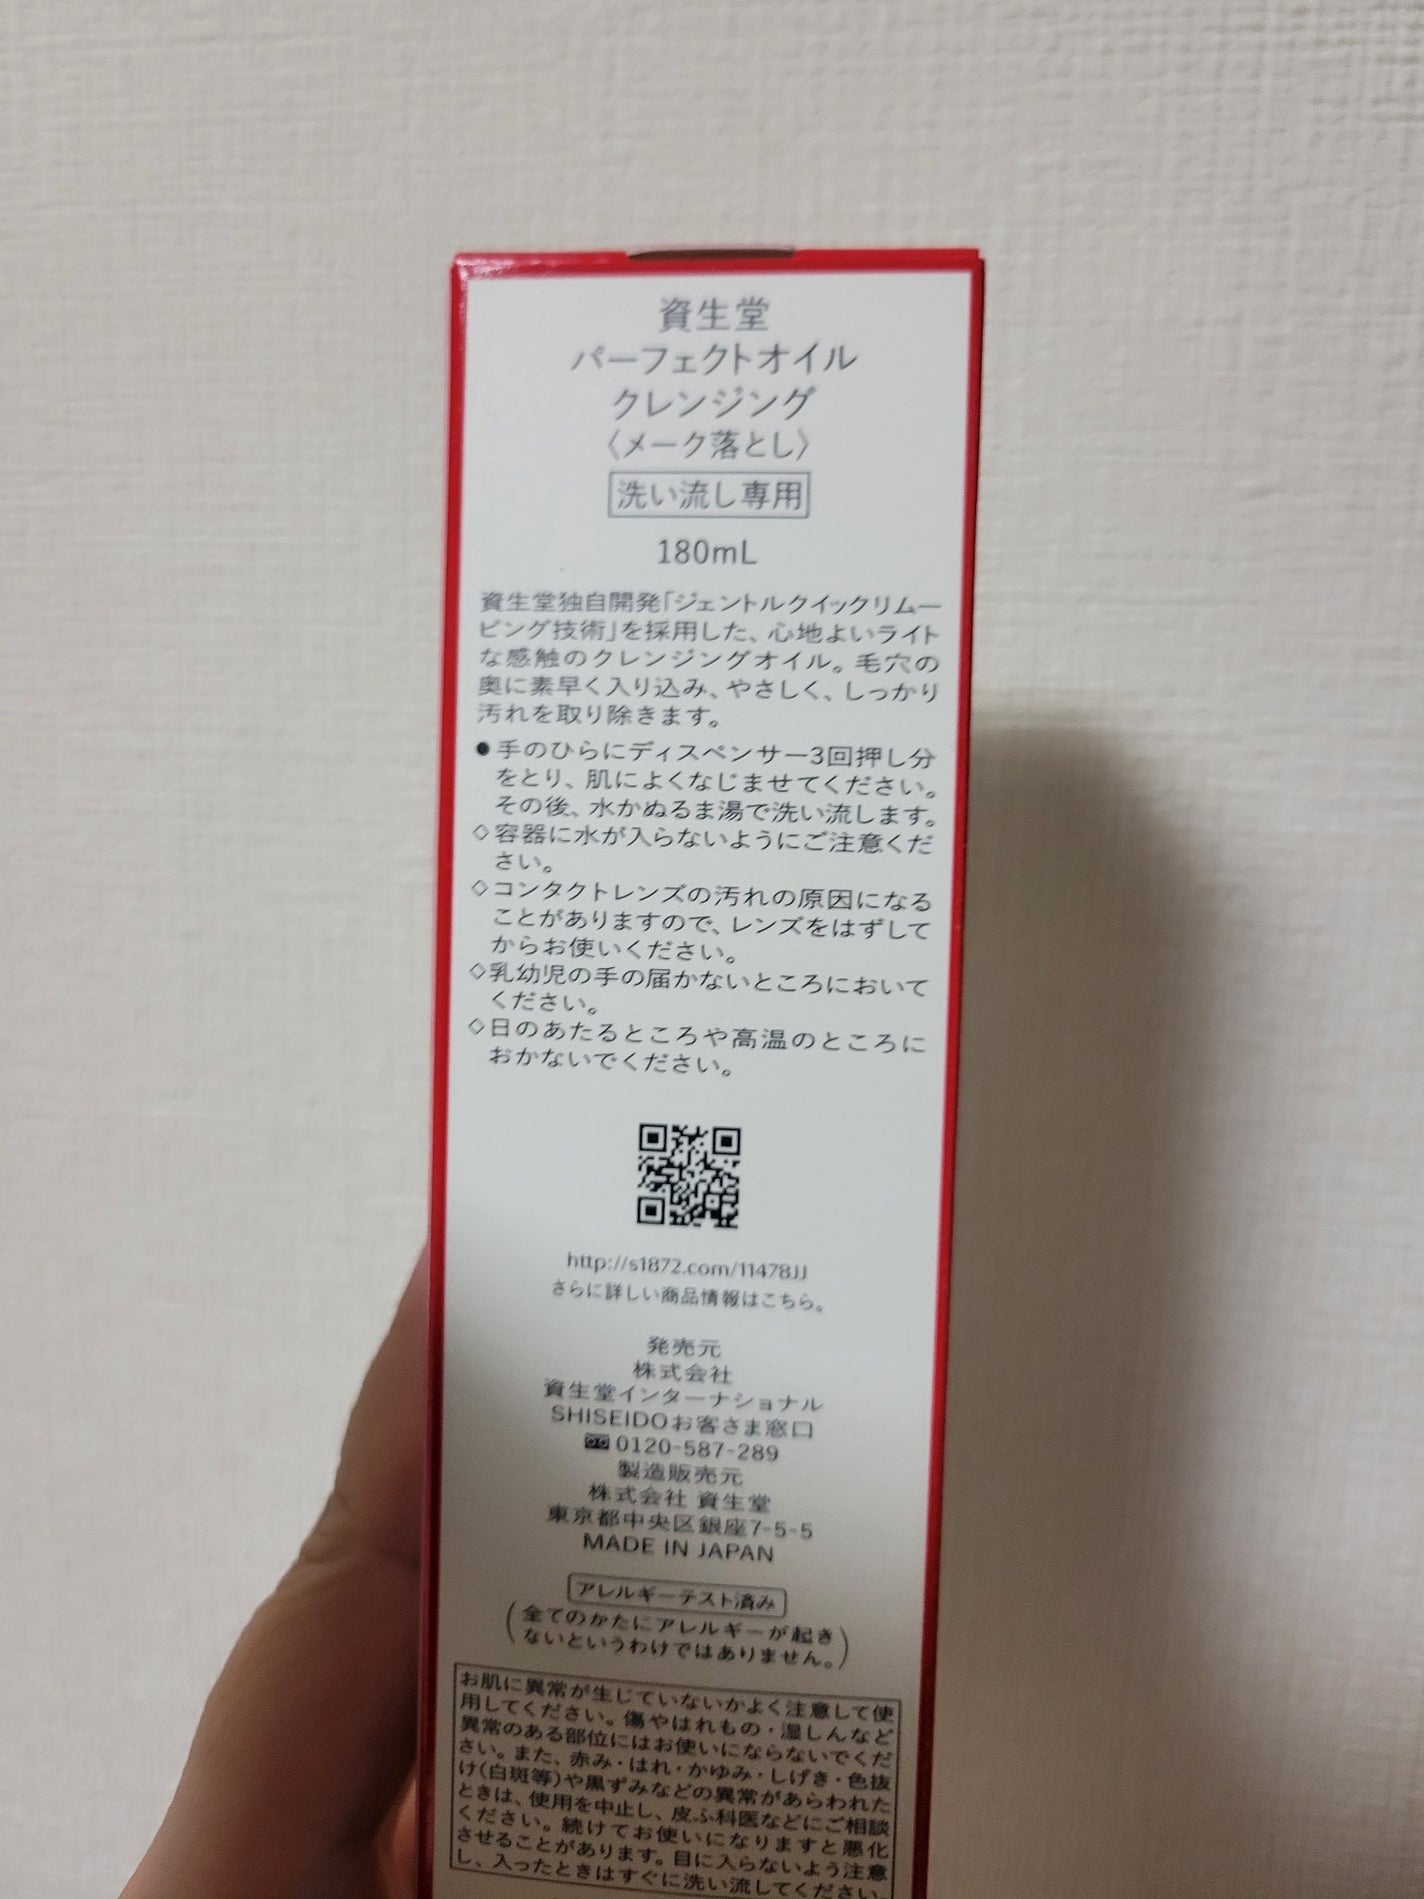 資生堂
パーフェクトオイル
クレンジング
〈メーク落とし〉
洗い流し専用
180mL
資生堂独自開発「ジェントルクイックリムー
ビング技術」を採用した、心地よいライト
な感触のクレンジングオイル。毛穴の
奥に素早く入り込み、やさしく、しっかり
汚れを取り除きます。
●手のひらにディスペンサー3回押し分
をとり、肌によくなじませてください。
その後、水かぬるま湯で洗い流します。
◇容器に水が入らないようにご注意くだ
さい。
◇コンタクトレンズの汚れの原因になる
ことがありますので、レンズをはずして
からお使いください。
◇乳幼児の手の届かないところにおいて
ください。
◇日のあたるところや高温のところに
おかないでください。
http://s1872.com/11478JJ
さらに詳しい商品情報はこちら。
発売元
株式会社
資生堂インターナショナル
SHISEIDOお客さま窓口
0120-587-289
製造販売元
株式会社 資生堂
東京都中央区銀座7-5-5
MADE IN JAPAN
アレルギーテスト済み
(全てのかたにアレルギーが起き
ないというわけではありません。)
お肌に異常が生じていないかよく注意して使
用してください。傷やはれもの・湿しんなど
異常のある部位にはお使いにならないでくだ
さい。また、赤み・はれ・かゆみ・しげき・色抜
け(白斑等)や黒ずみなどの異常があらわれた
ときは、使用を中止し、皮ふ科医などにご相談
ください。続けてお使いになりますと悪化
させることがあります。目に入らないよう注意
し、入ったときはすぐに洗い流してください。